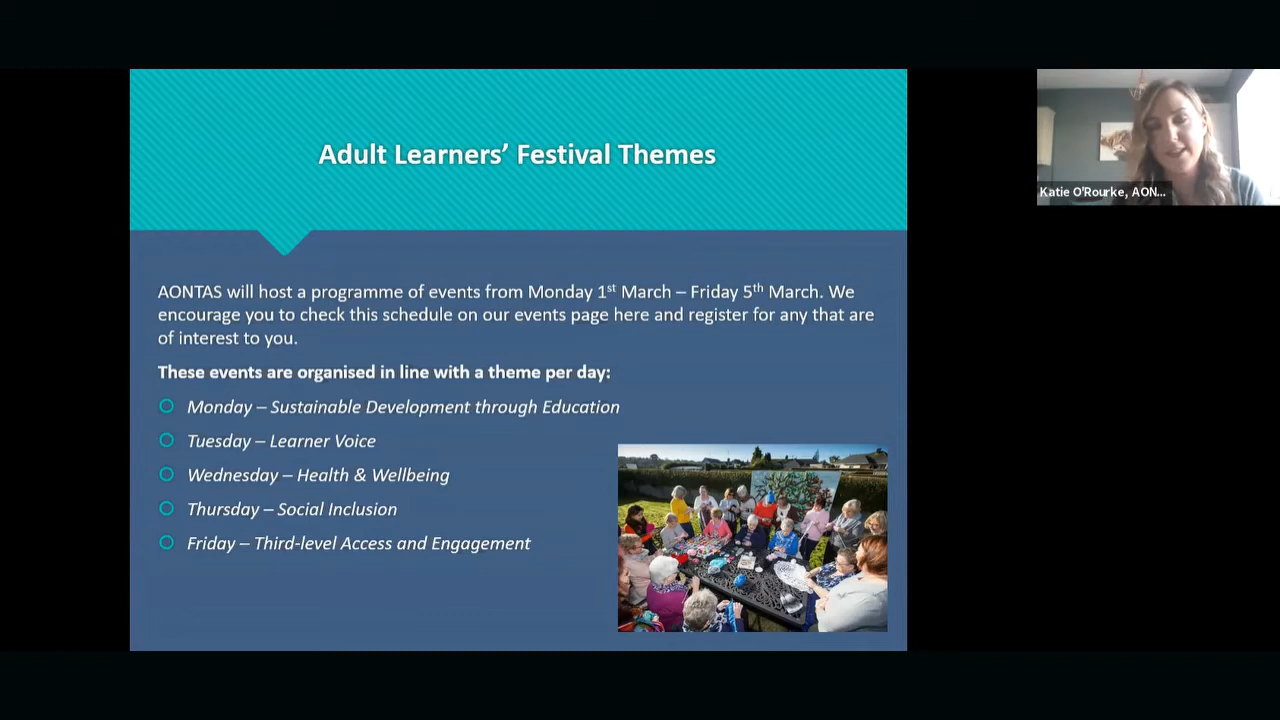 Adult Learners’ Festival Themes
Katie O'Rourke, AON...
AONTAS will host a programme of events from Monday 1st March – Friday 5th March. We
encourage you to check this schedule on our events page here and register for any that are
of interest to you.
These events are organised in line with a theme per day:
Monday – Sustainable Development through Education
Tuesday – Learner Voice
Wednesday – Health & Wellbeing
Thursday – Social Inclusion
Friday – Third-level Access and Engagement